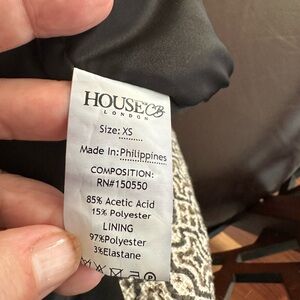 HOUSE CB
LONDON
Size: XS
Made In: Philippines
COMPOSITION:
RN#150550
85% Acetic Acid
15% Polyester
LINING
97%Polyester
3%Elastane